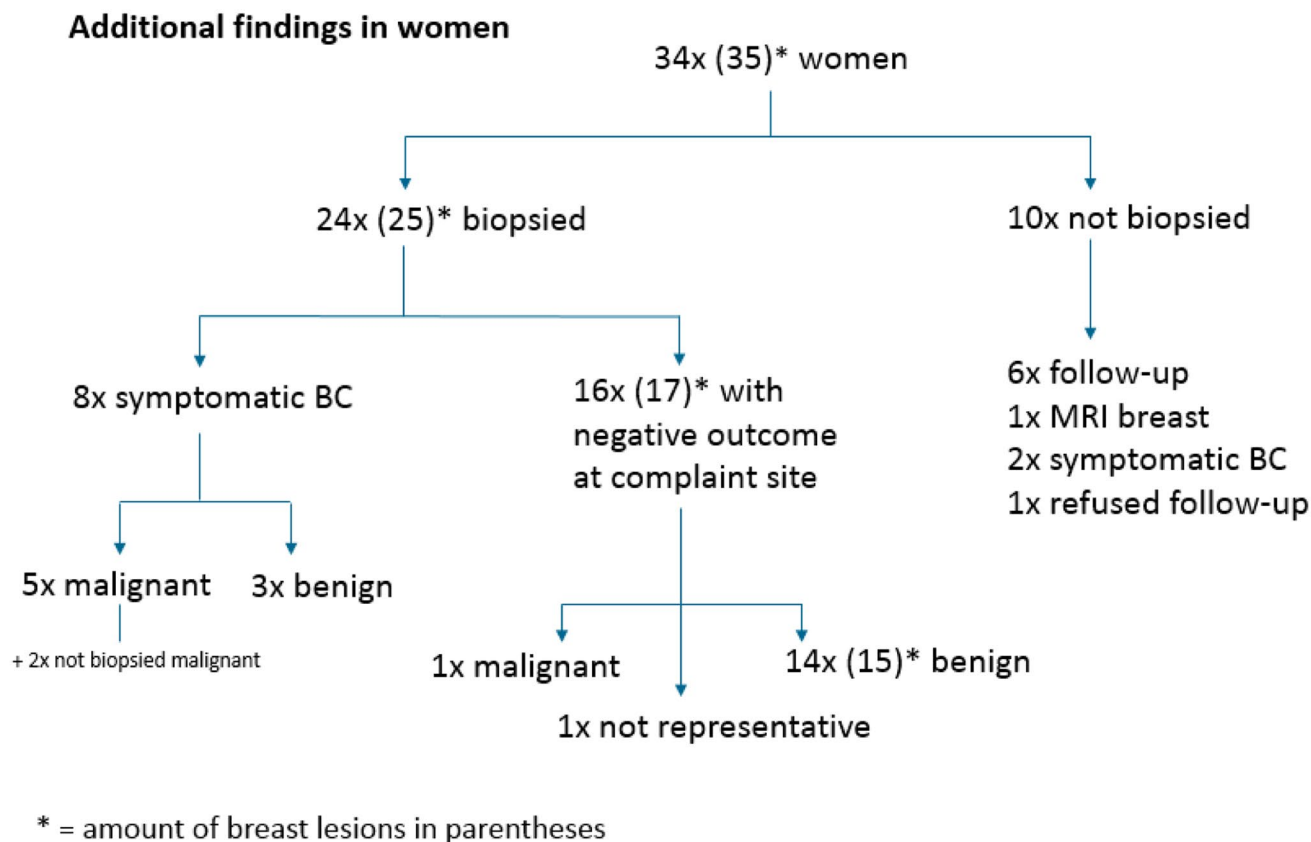 Additional findings in women
34x (35)* women
24x (25)* biopsied
10x not biopsied
8x symptomatic BC
16x (17)* with
negative outcome
at complaint site
6x follow-up
1x MRI breast
2x symptomatic BC
1x refused follow-up
5x malignant
3x benign
+ 2x not biopsied malignant
1x malignant
14x (15)* benign
1x not representative
* = amount of breast lesions in parentheses